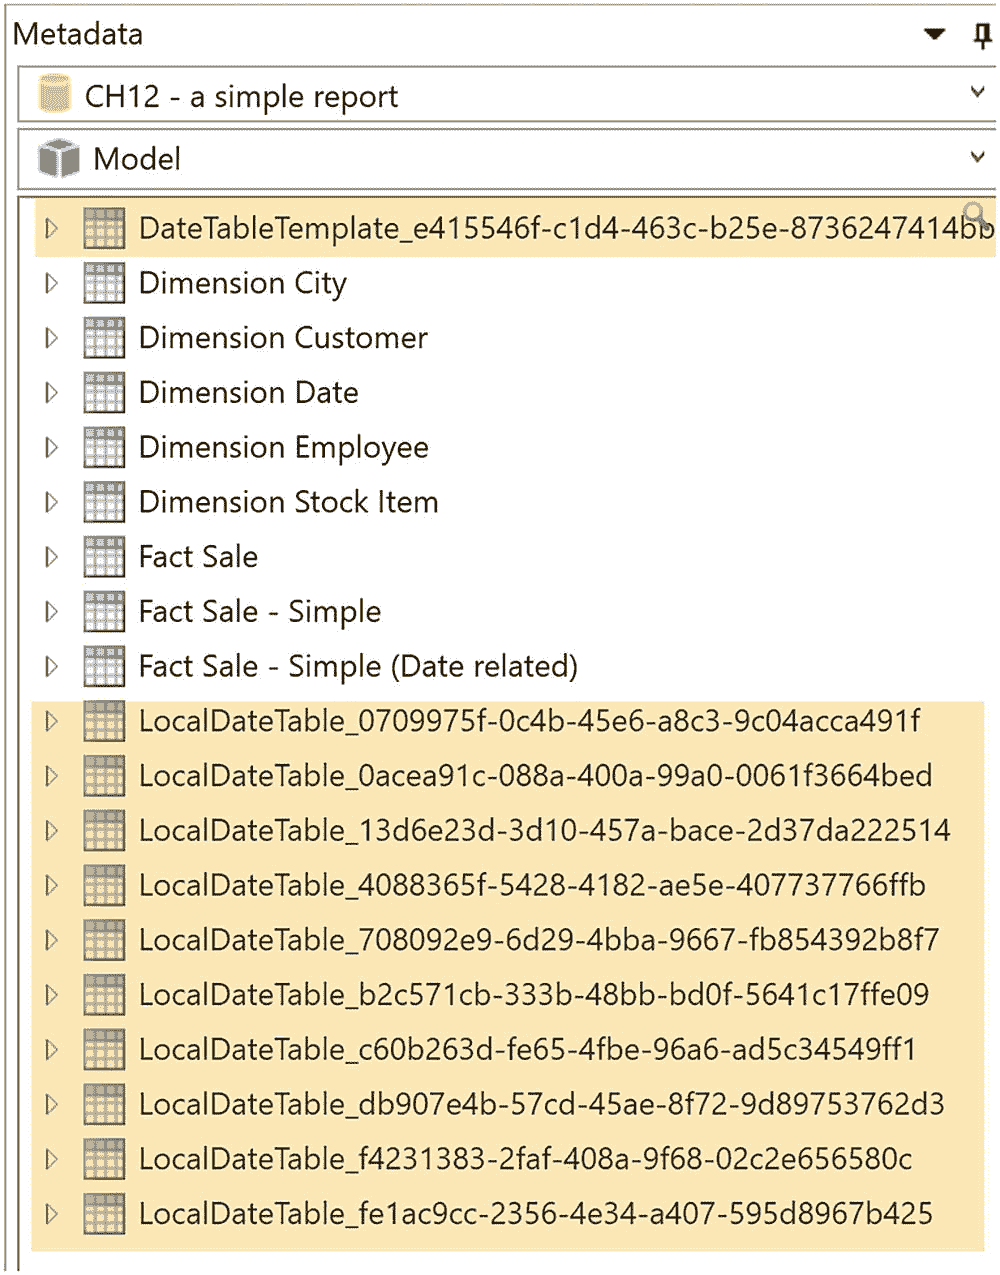 Metadata
CH12 - a simple report
Model
DateTableTemplate_e415546f-c1d4-463c-b25e-8736247414bb
Dimension City
Dimension Customer
Dimension Date
Dimension Employee
Dimension Stock Item
Fact Sale
Fact Sale - Simple
Fact Sale - Simple (Date related)
LocalDateTable_0709975f-0c4b-45e6-a8c3-9c04acca491f
LocalDateTable_0acea91c-088a-400a-99a0-0061f3664bed
LocalDateTable_13d6e23d-3d10-457a-bace-2d37da222514
LocalDateTable_4088365f-5428-4182-ae5e-407737766ffb
LocalDateTable_708092e9-6d29-4bba-9667-fb854392b8f7
LocalDateTable_b2c571cb-333b-48bb-bd0f-5641c17ffe09
LocalDateTable_c60b263d-fe65-4fbe-96a6-ad5c34549ff1
LocalDateTable_db907e4b-57cd-45ae-8f72-9d89753762d3
LocalDateTable_f4231383-2faf-408a-9f68-02c2e656580c
LocalDateTable_fe1ac9cc-2356-4e34-a407-595d8967b425